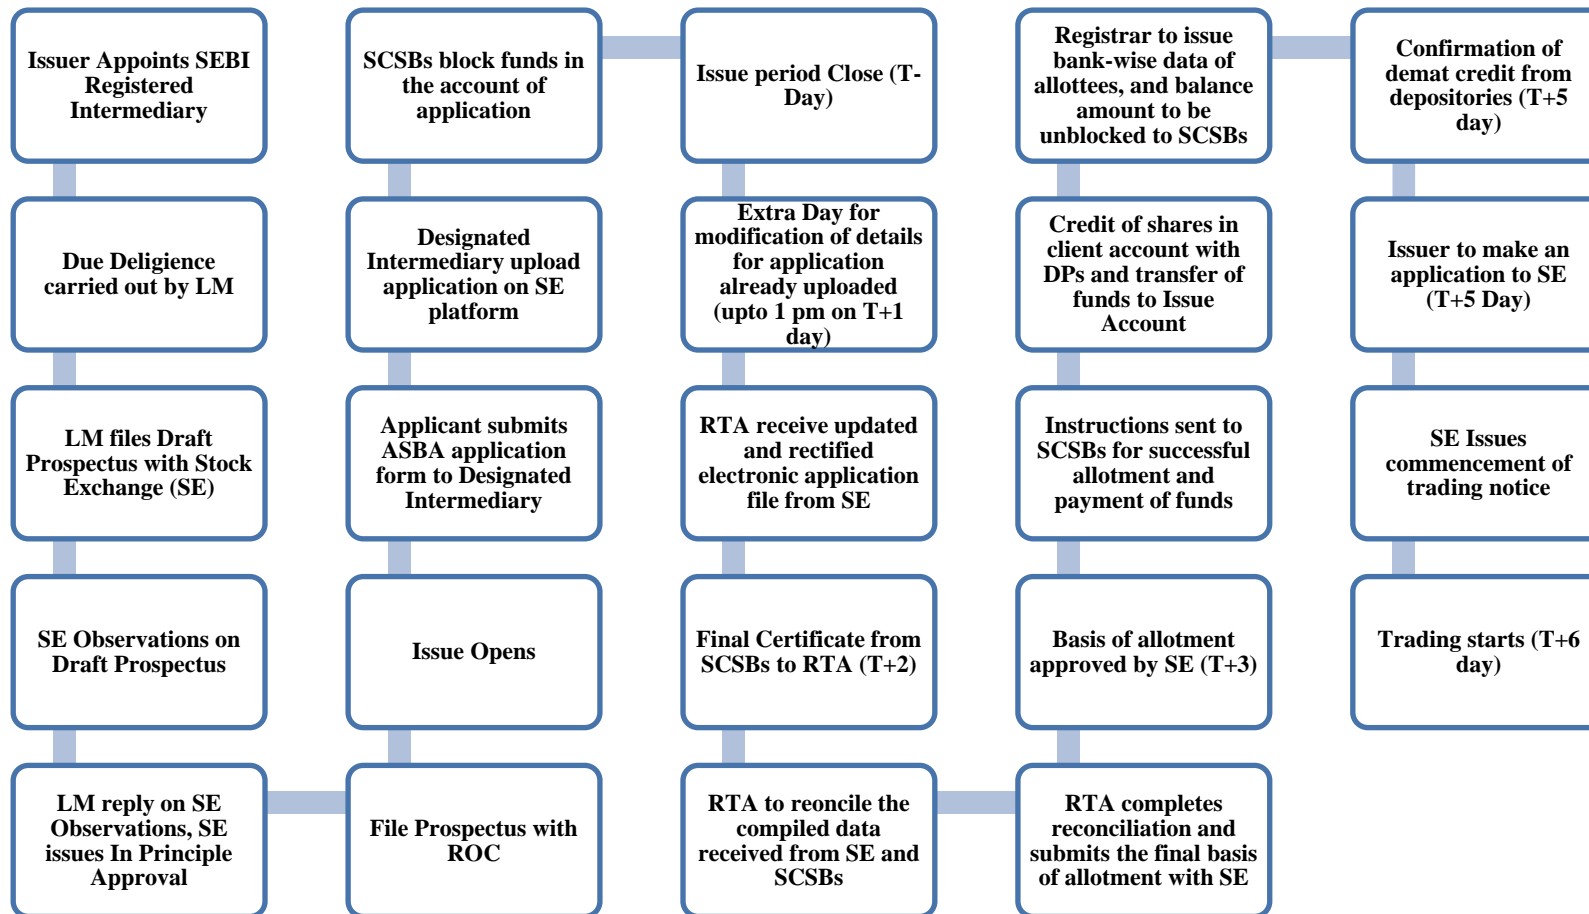 Issuer Appoints SEBI
Registered
Intermediary
Due Deligience
carried out by LM
LM files Draft
Prospectus with Stock
Exchange (SE)
SE Observations on
Draft Prospectus
LM reply on SE
Observations, SE
issues In Principle
Approval
File Prospectus with
ROC
Issue Opens
Applicant submits
ASBA application
form to Designated
Intermediary
Designated
Intermediary upload
application on SE
platform
SCSBs block funds in
the account of
application
Issue period Close (T-
Day)
Extra Day for
modification of details
for application
already uploaded
(upto 1 pm on T+1
day)
RTA receive updated
and rectified
electronic application
file from SE
Final Certificate from
SCSBs to RTA (T+2)
RTA to reconcile the
compiled data
received from SE and
SCSBs
RTA completes
reconciliation and
submits the final basis
of allotment with SE
Basis of allotment
approved by SE (T+3)
Instructions sent to
SCSBs for successful
allotment and
payment of funds
Credit of shares in
client account with
DPs and transfer of
funds to Issue
Account
Registrar to issue
bank-wise data of
allottees, and balance
amount to be
unblocked to SCSBs
Confirmation of
demat credit from
depositories (T+5
day)
Issuer to make an
application to SE
(T+5 Day)
SE Issues
commencement of
trading notice
Trading starts (T+6
day)